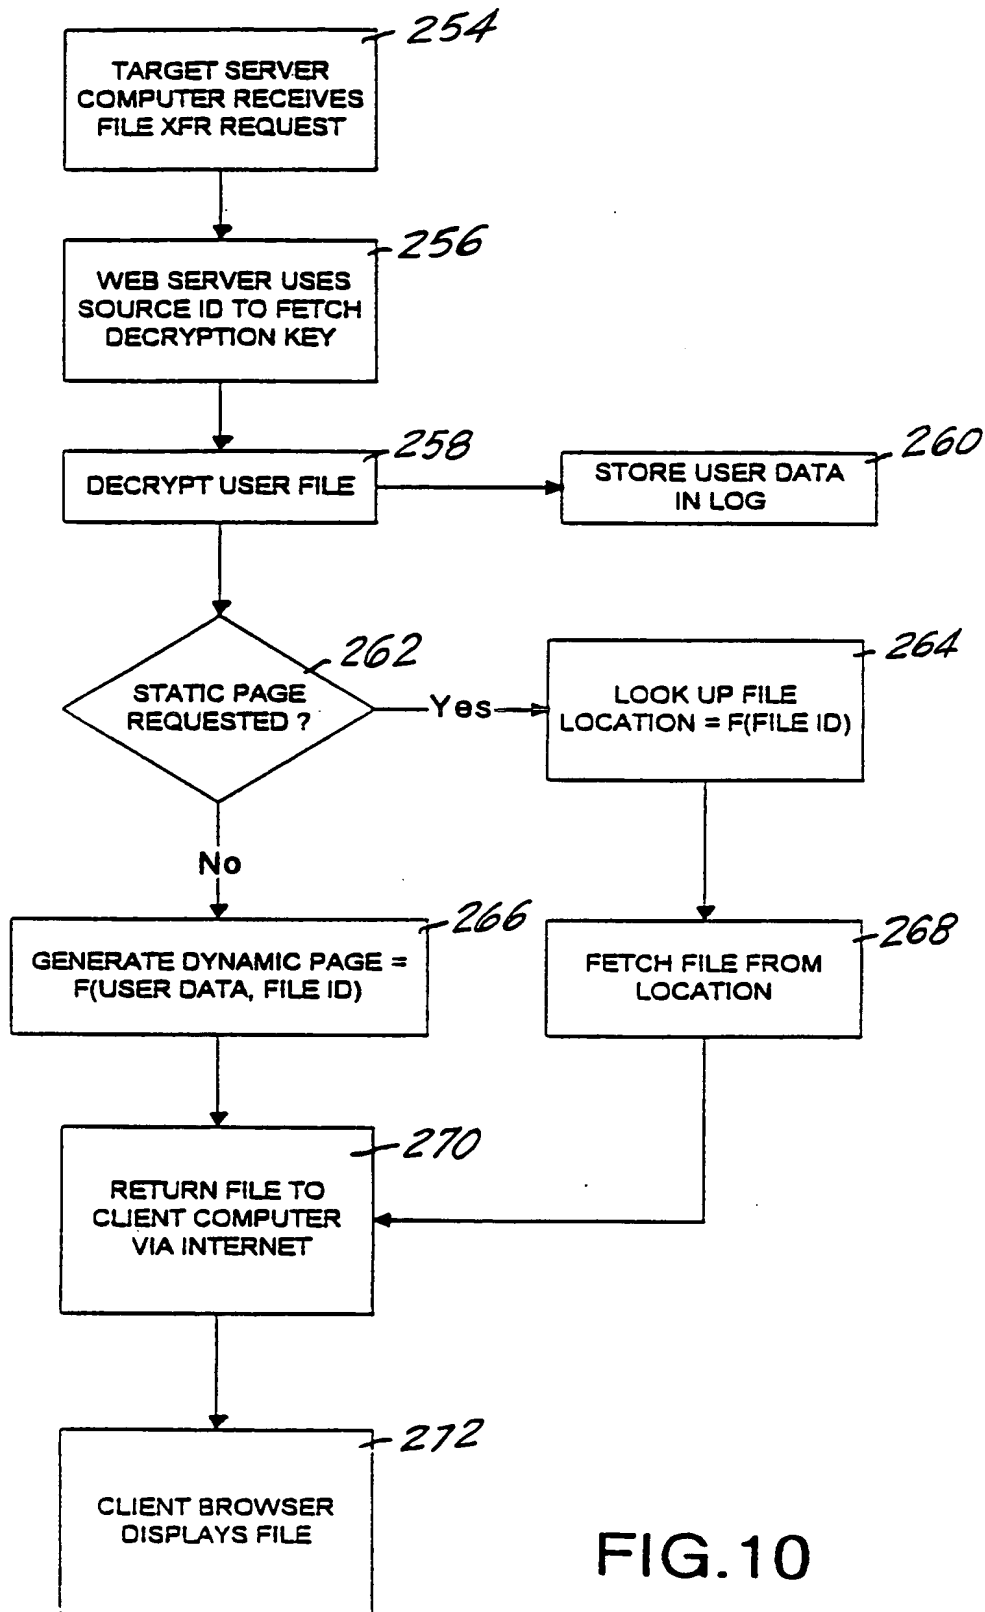 254
TARGET SERVER
COMPUTER RECEIVES
FILE XFR REQUEST
256
WEB SERVER USES
SOURCE ID TO FETCH
DECRYPTION KEY
258
DECRYPT USER FILE
260
STORE USER DATA
IN LOG
262
STATIC PAGE
REQUESTED ?
Yes
264
LOOK UP FILE
LOCATION = F(FILE ID)
No
266
GENERATE DYNAMIC PAGE =
F(USER DATA, FILE ID)
268
FETCH FILE FROM
LOCATION
270
RETURN FILE TO
CLIENT COMPUTER
VIA INTERNET
272
CLIENT BROWSER
DISPLAYS FILE
FIG.10